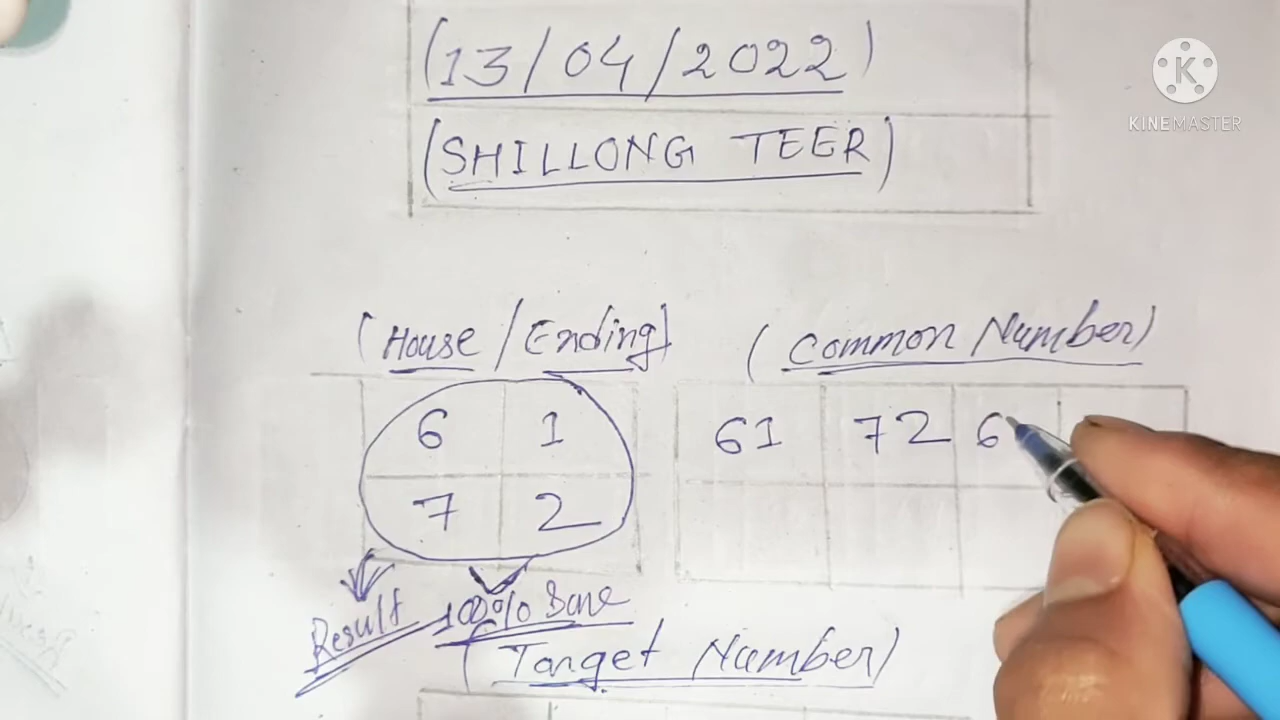 (13/04/2022)
KINEMASTER
(SHILLONG TEER)
(House/Ending)
(Common Number)
6 1
61 72 6
7 2
Result 100% Done
(Target Number)